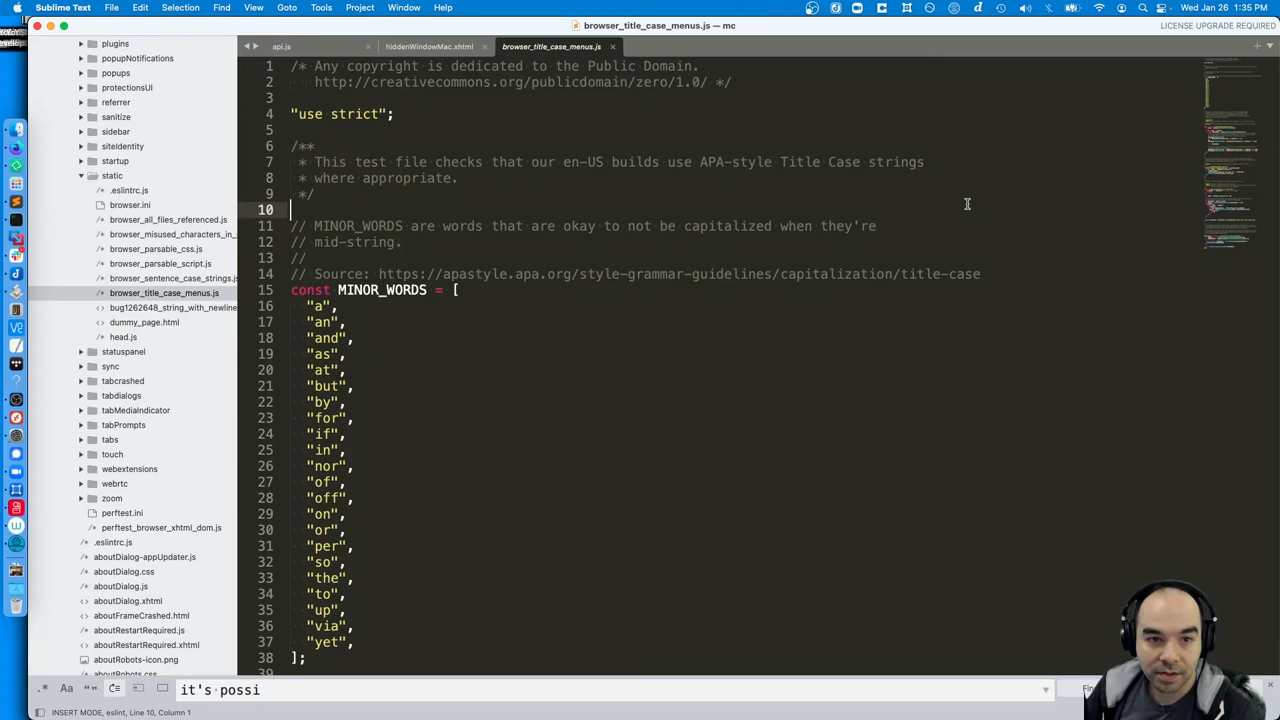 Sublime Text File Edit Selection Find View Goto Tools Project Window Help
Wed Jan 26 1:35 PM
browser_title_case_menus.js — mc
LICENSE UPGRADE REQUIRED
plugins
popupNotifications
popups
protectionsUI
referrer
sanitize
sidebar
siteIdentity
startup
static
.eslintrc.js
browser.ini
browser_all_files_referenced.js
browser_misused_characters_in_s
browser_parsable_css.js
browser_parsable_script.js
browser_sentence_case_strings.js
browser_title_case_menus.js
bug1262648_string_with_newline
dummy_page.html
head.js
statuspanel
sync
tabcrashed
tabdialogs
tabMediaIndicator
tabPrompts
tabs
touch
webextensions
webrtc
zoom
perftest.ini
perftest_browser_xhtml_dom.js
.eslintrc.js
aboutDialog-appUpdater.js
aboutDialog.css
aboutDialog.js
aboutDialog.xhtml
aboutFrameCrashed.html
aboutRestartRequired.js
aboutRestartRequired.xhtml
aboutRobots-icon.png
aboutRobots.css
api.js
hiddenWindowMac.xhtml
browser_title_case_menus.js
1 /* Any copyright is dedicated to the Public Domain.
2 http://creativecommons.org/publicdomain/zero/1.0/ */
3
4 "use strict";
5
6 /**
7 * This test file checks that our en-US builds use APA-style Title Case strings
8 * where appropriate.
9 */
10
11 // MINOR_WORDS are words that are okay to not be capitalized when they're
12 // mid-string.
13 //
14 // Source: https://apastyle.apa.org/style-grammar-guidelines/capitalization/title-case
15 const MINOR_WORDS = [
16 "a",
17 "an",
18 "and",
19 "as",
20 "at",
21 "but",
22 "by",
23 "for",
24 "if",
25 "in",
26 "nor",
27 "of",
28 "off",
29 "on",
30 "or",
31 "per",
32 "so",
33 "the",
34 "to",
35 "up",
36 "via",
37 "yet",
38 ];
39
.* Aa “” it's possi
INSERT MODE, eslint, Line 10, Column 1